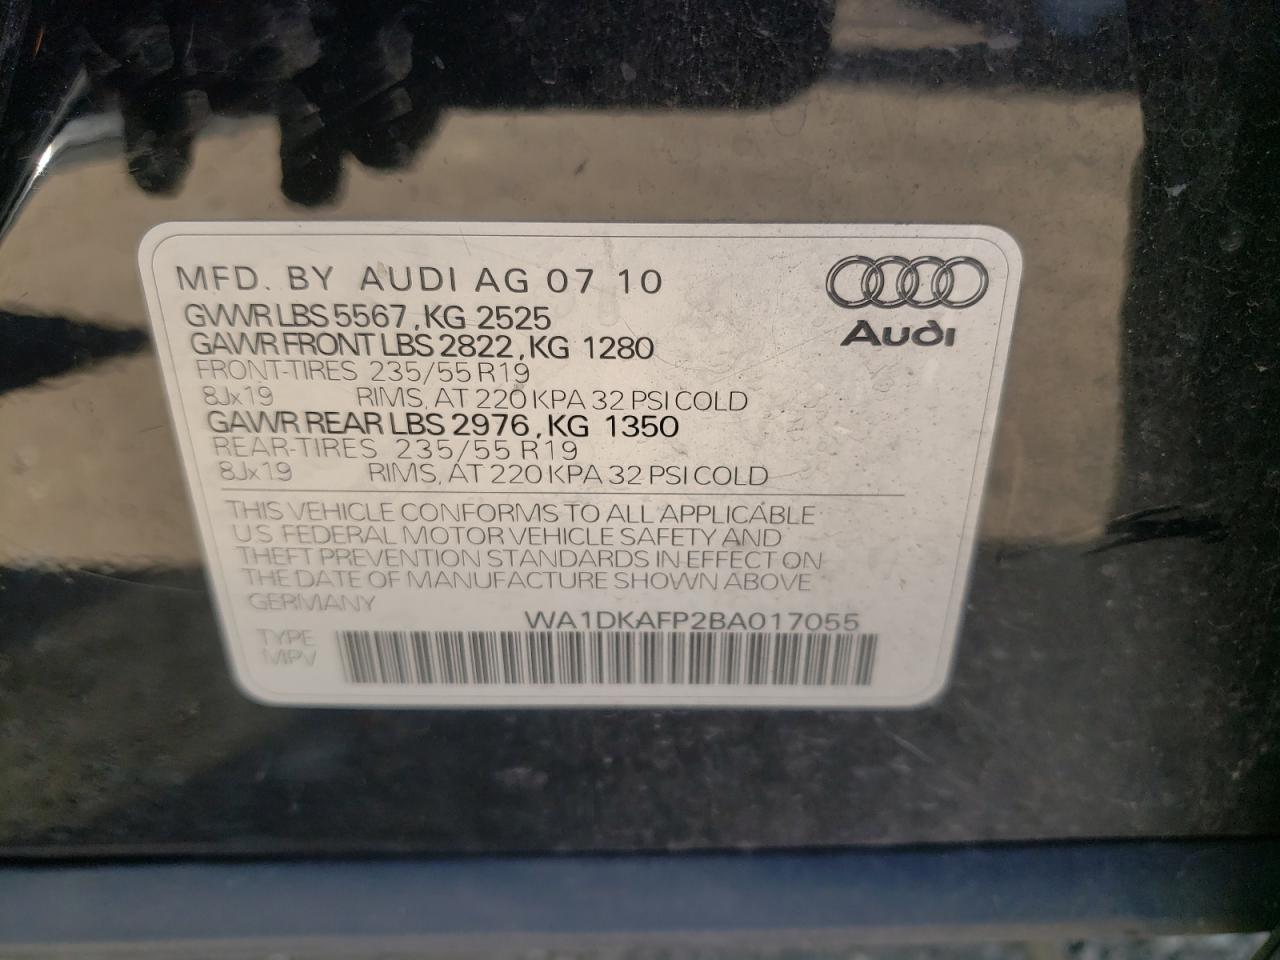 MFD. BY AUDI AG 07 10
GVWR LBS 5567, KG 2525
GAWR FRONT LBS 2822, KG 1280
FRONT-TIRES 235/55 R19
8Jx19 RIMS, AT 220 KPA 32 PSI COLD
GAWR REAR LBS 2976, KG 1350
REAR-TIRES 235/55 R19
8Jx19 RIMS, AT 220 KPA 32 PSI COLD
THIS VEHICLE CONFORMS TO ALL APPLICABLE
U.S FEDERAL MOTOR VEHICLE SAFETY AND
THEFT PREVENTION STANDARDS IN EFFECT ON
THE DATE OF MANUFACTURE SHOWN ABOVE
GERMANY
WA1DKAFP2BA017055
TYPE
MPV
Audi